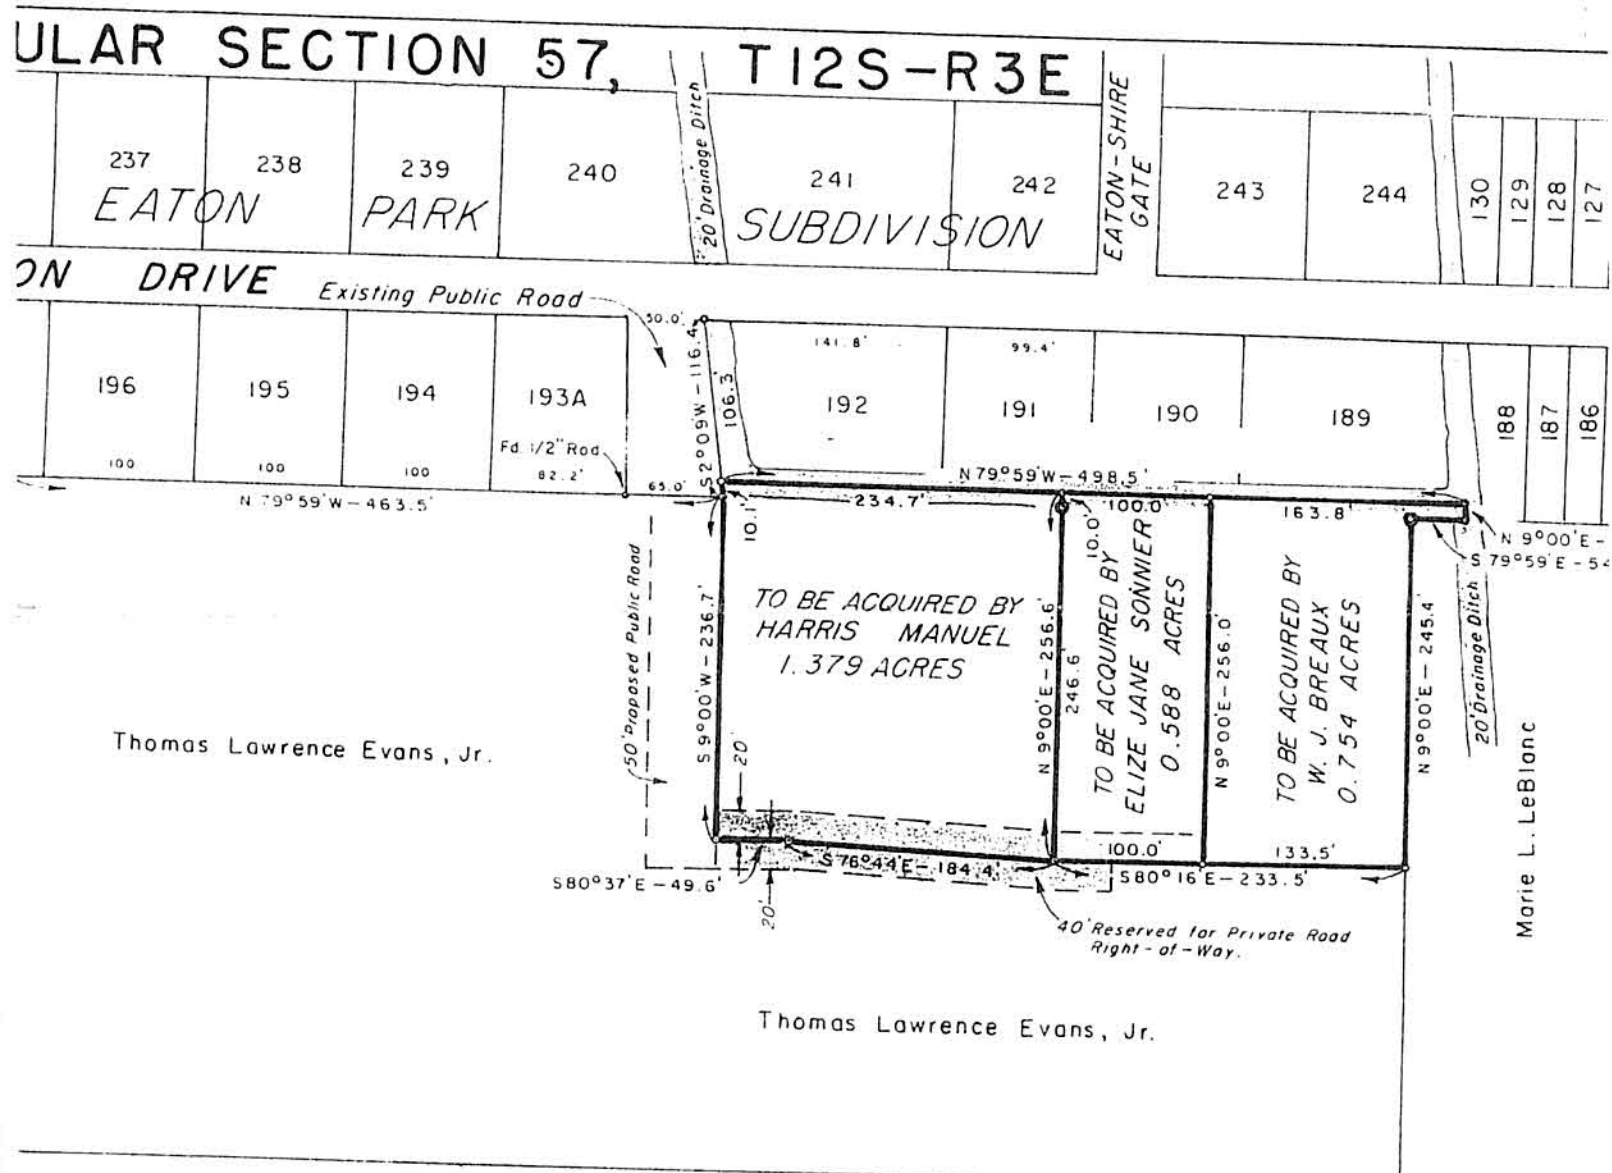 ULAR SECTION 57, T12S-R3E
237
238
239
240
20' Drainage Ditch
241
242
EATON-SHIRE
GATE
243
244
130
129
128
127
EATON PARK SUBDIVISION
ON DRIVE
Existing Public Road
50.0'
141.8'
99.4'
196
195
194
193A
192
191
190
189
188
187
186
S 2°09'W-116.4'
106.3'
Fd. 1/2" Rod
100
100
100
82.2'
65.0'
N 79°59'W-463.5'
N 79°59'W-498.5'
234.7'
100.0'
163.8'
10.1'
10.0'
N 9°00'E-
S 79°59'E-54
50' Proposed Public Road
S 9°00'W-236.7'
TO BE ACQUIRED BY
HARRIS MANUEL
1.379 ACRES
N 9°00'E-256.6'
246.6'
TO BE ACQUIRED BY
ELIZE JANE SONNIER
0.588 ACRES
N 9°00'E-256.0'
TO BE ACQUIRED BY
W. J. BREAUX
0.754 ACRES
N 9°00'E-245.4'
20' Drainage Ditch
Marie L. LeBlanc
Thomas Lawrence Evans, Jr.
20'
S80°37'E-49.6'
S 76°44'E-184.4'
100.0'
133.5'
S80°16'E-233.5'
20'
40' Reserved for Private Road
Right-of-Way.
Thomas Lawrence Evans, Jr.